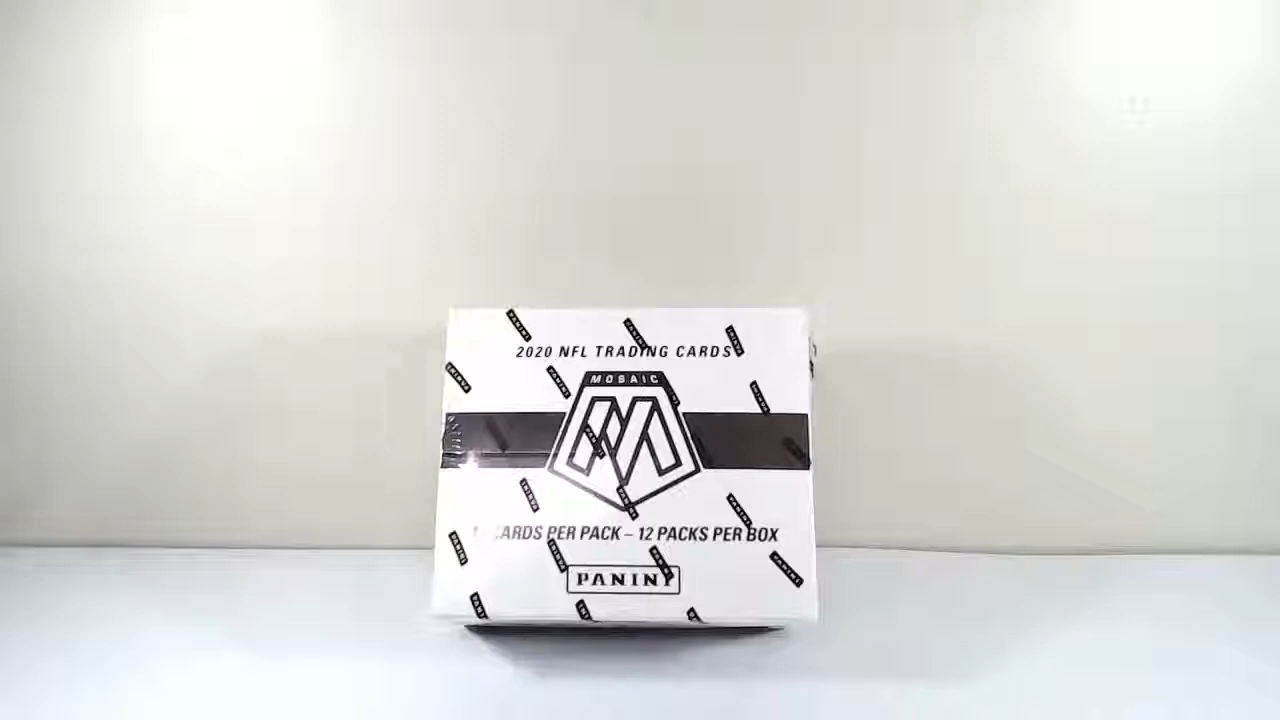 2020 NFL TRADING CARDS
MOSAIC
CARDS PER PACK – 12 PACKS PER BOX
PANINI